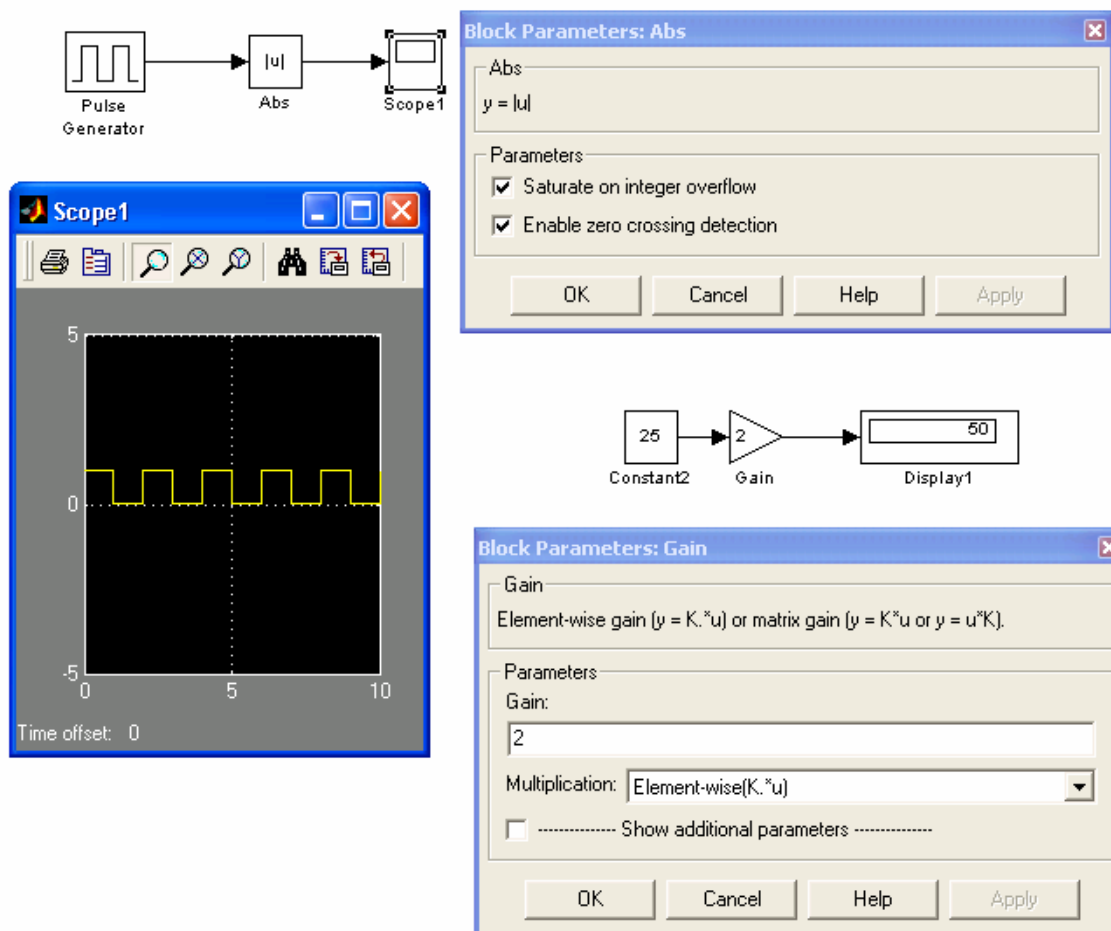 |u|
Pulse
Generator
Abs
Scope1
Block Parameters: Abs
Abs
y = |u|
Parameters
Saturate on integer overflow
Enable zero crossing detection
OK Cancel Help Apply
Scope1
5
0
-5
0 5 10
Time offset: 0
25
2
50
Constant2
Gain
Display1
Block Parameters: Gain
Gain
Element-wise gain (y = K.*u) or matrix gain (y = K*u or y = u*K).
Parameters
Gain:
2
Multiplication: Element-wise(K.*u)
--------------- Show additional parameters ---------------
OK Cancel Help Apply